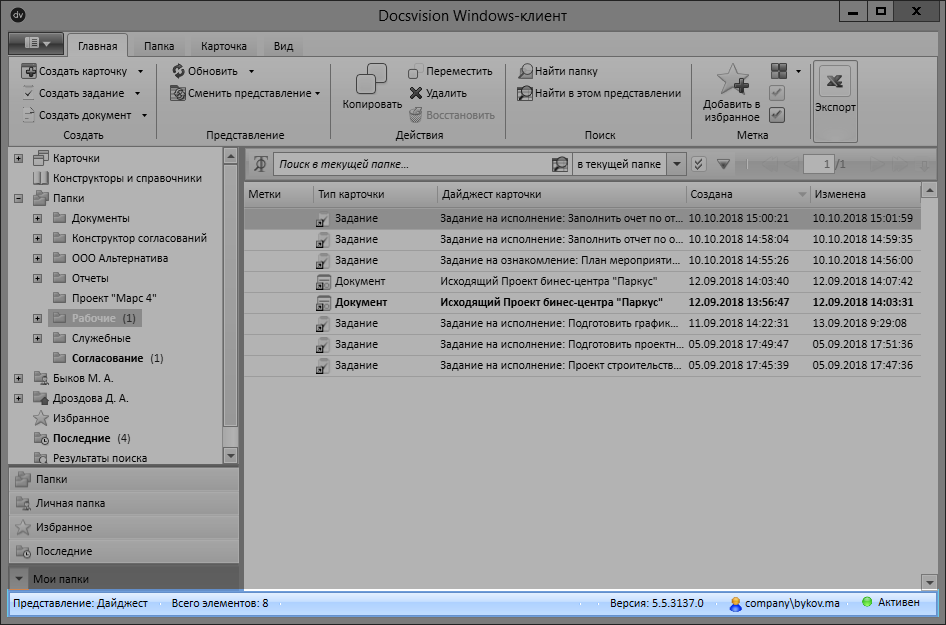 dv Docsvision Windows-клиент
Главная Папка Карточка Вид
Создать карточку Обновить Переместить Найти папку
Создать задание Сменить представление Копировать Удалить Найти в этом представлении Добавить в избранное Экспорт
Создать документ Восстановить
Создать Представление Действия Поиск Метка
Карточки
Конструкторы и справочники
Папки
Документы
Конструктор согласований
ООО Альтернатива
Отчеты
Проект "Марс 4"
Рабочие (1)
Служебные
Согласование (1)
Быков М. А.
Дроздова Д. А.
Избранное
Последние (4)
Результаты поиска
Папки
Личная папка
Избранное
Последние
Мои папки
Поиск в текущей папке... в текущей папке 1 /1
Метки Тип карточки Дайджест карточки Создана Изменена
Задание Задание на исполнение: Заполнить очет по от... 10.10.2018 15:00:21 10.10.2018 15:01:59
Задание Задание на исполнение: Заполнить отчет по о... 10.10.2018 14:58:04 10.10.2018 14:59:35
Задание Задание на ознакомление: План мероприяти... 10.10.2018 14:55:26 10.10.2018 14:56:00
Документ Исходящий Проект бинес-центра "Паркус" 12.09.2018 14:03:40 12.09.2018 14:07:42
Документ Исходящий Проект бинес-центра "Паркус" 12.09.2018 13:56:47 12.09.2018 14:03:31
Задание Задание на исполнение: Подготовить график... 11.09.2018 14:22:31 13.09.2018 9:29:08
Задание Задание на исполнение: Подготовить проектн... 05.09.2018 17:49:47 05.09.2018 17:51:36
Задание Задание на исполнение: Проект строительств... 05.09.2018 17:45:39 05.09.2018 17:47:36
Представление: Дайджест Всего элементов: 8 Версия: 5.5.3137.0 company\bykov.ma Активен